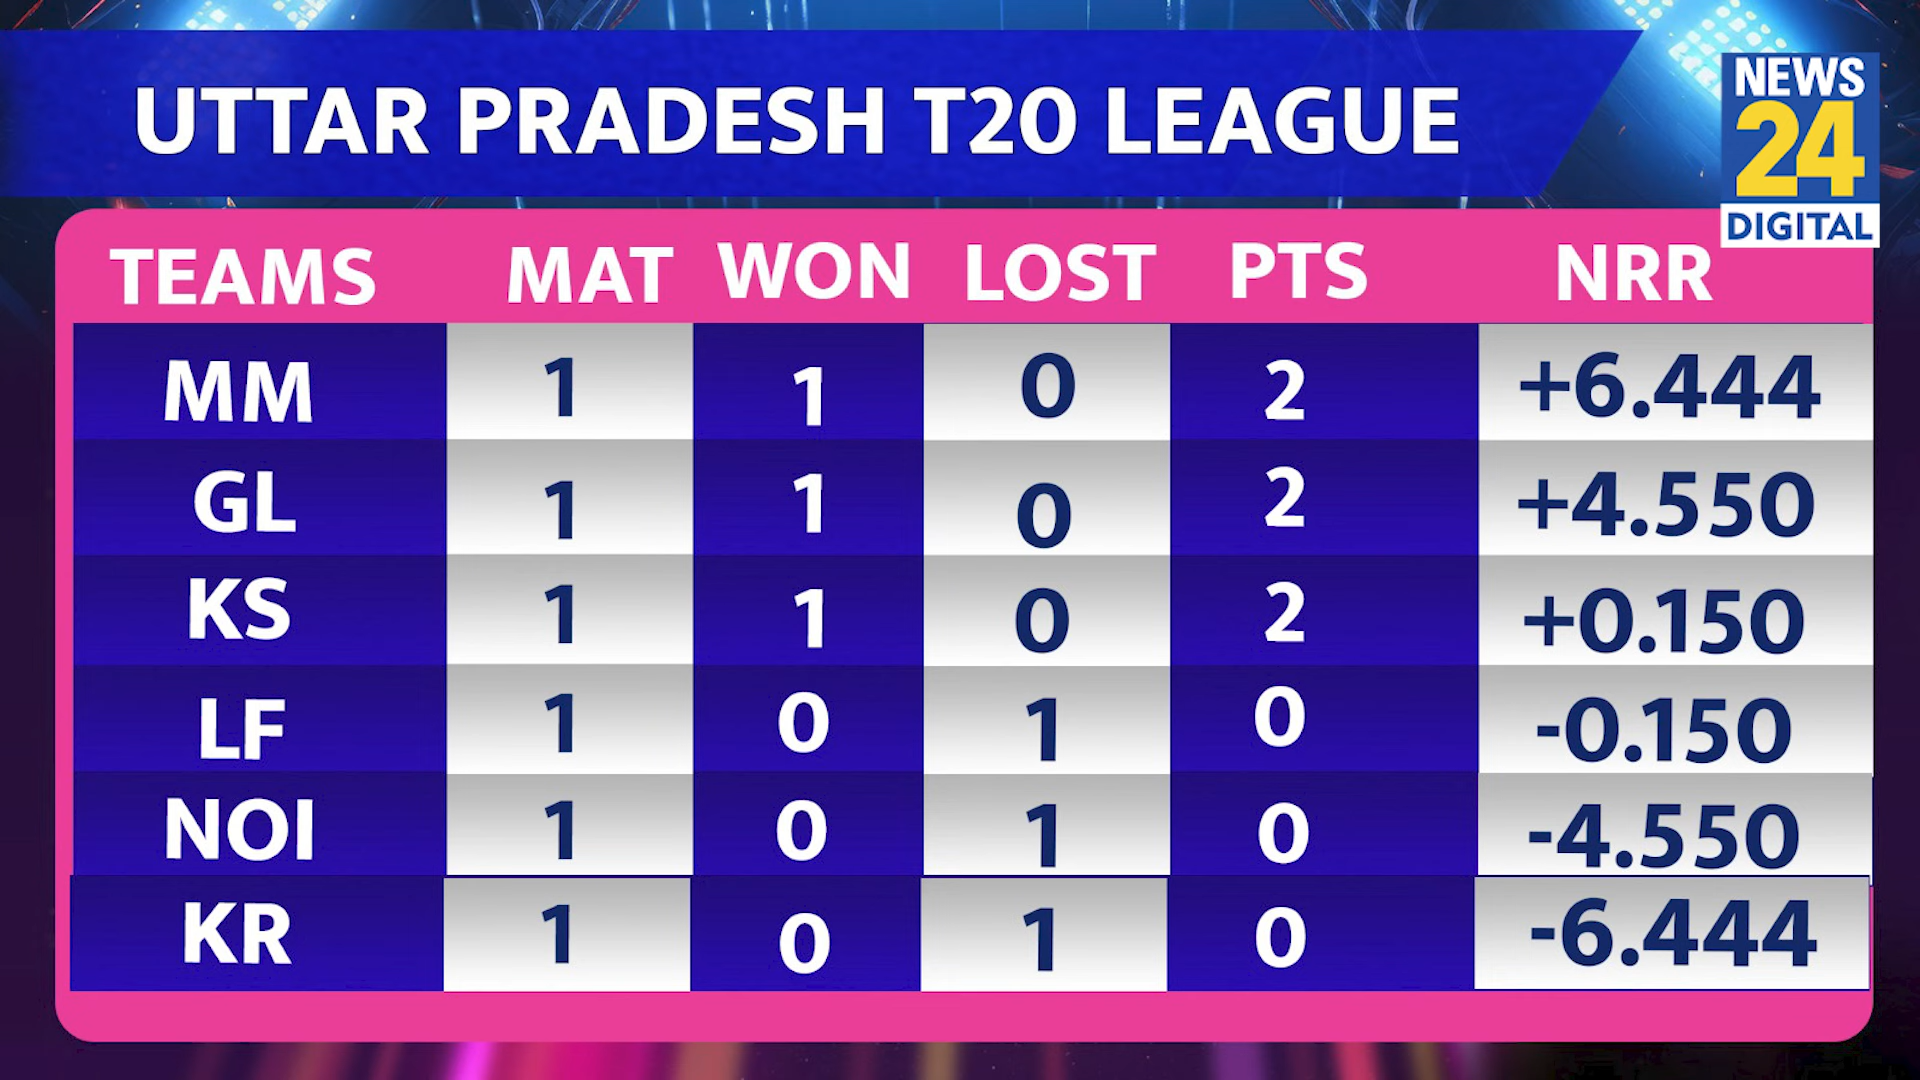 UTTAR PRADESH T20 LEAGUE
NEWS
24
DIGITAL
TEAMS MAT WON LOST PTS NRR
MM 1 1 0 2 +6.444
GL 1 1 0 2 +4.550
KS 1 1 0 2 +0.150
LF 1 0 1 0 -0.150
NOI 1 0 1 0 -4.550
KR 1 0 1 0 -6.444